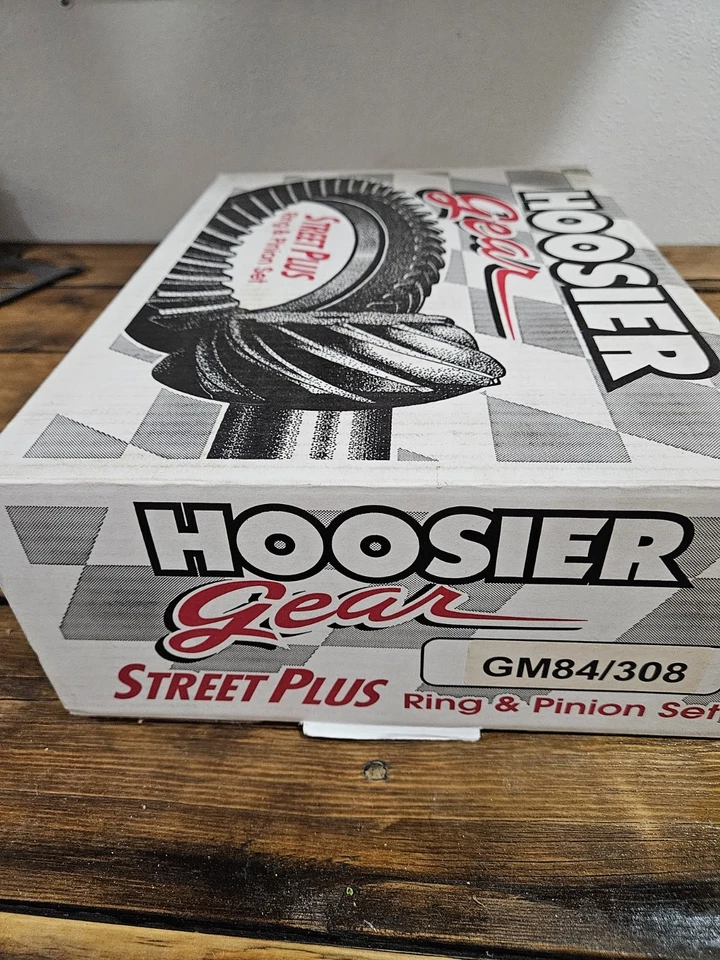 HOOSIER
Gear
STREET PLUS
Ring & Pinion Set
HOOSIER
Gear
GM84/308
STREET PLUS Ring & Pinion Set